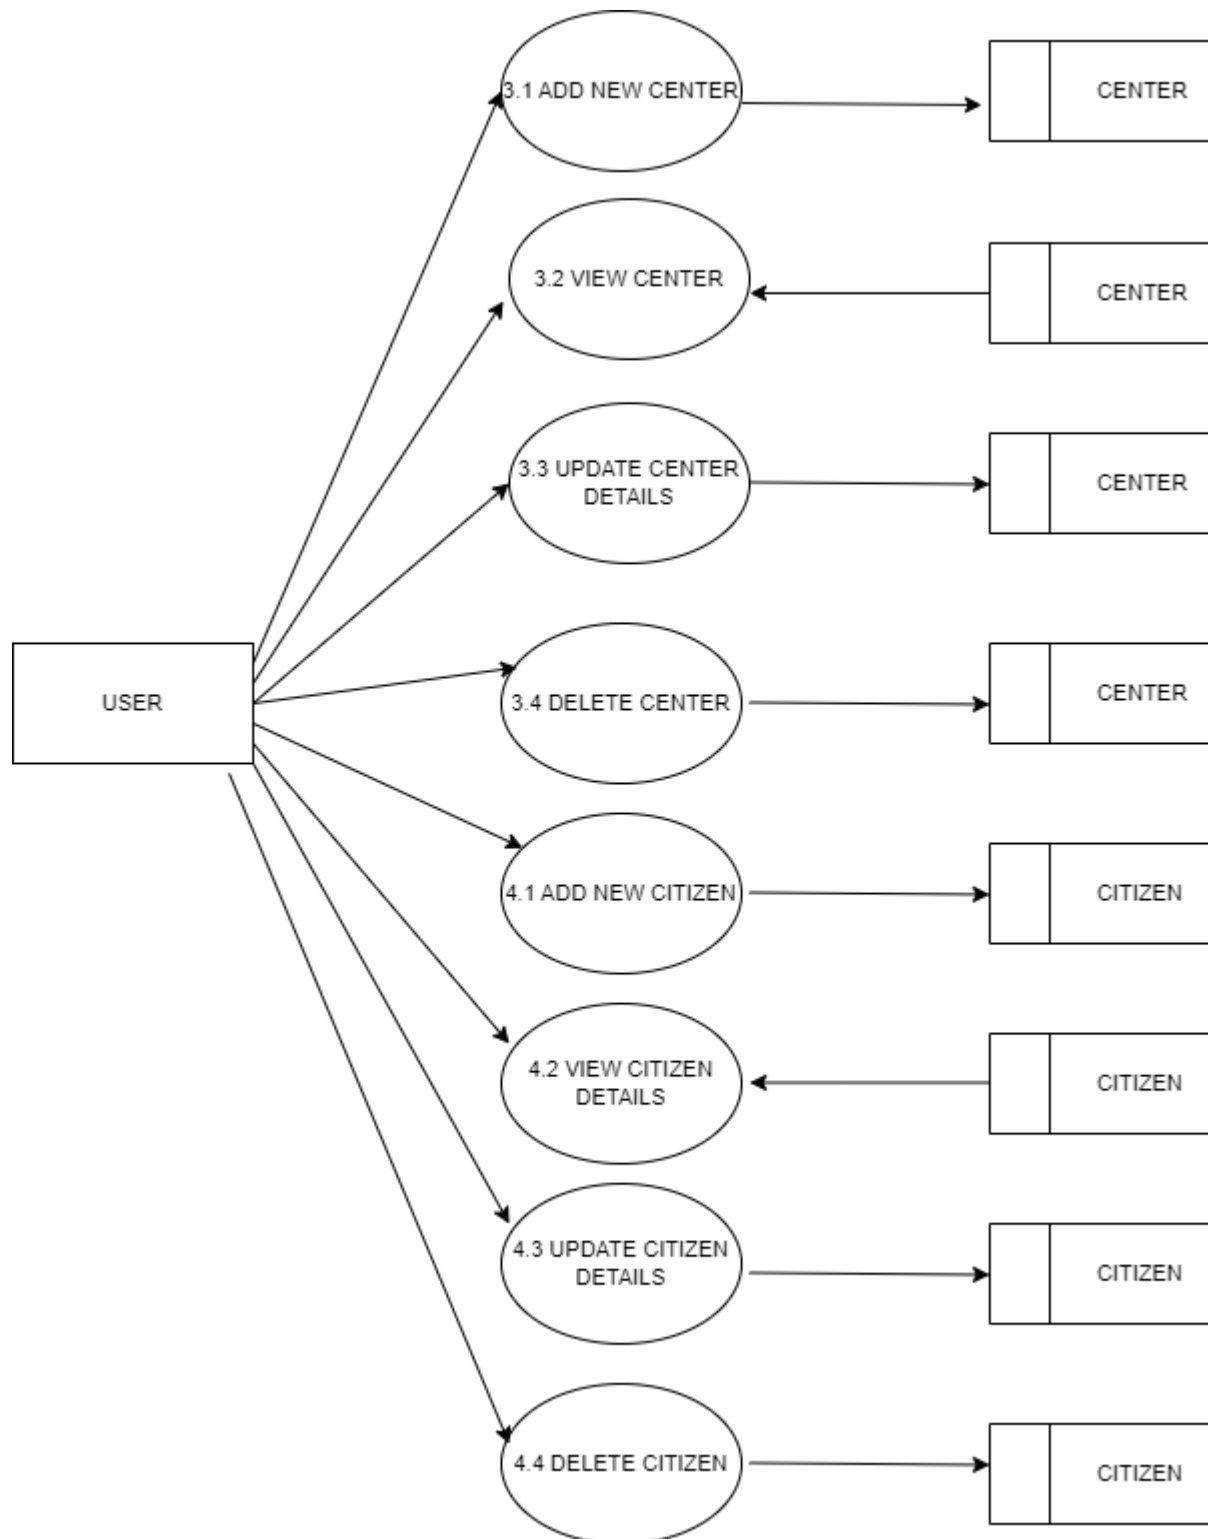 3.1 ADD NEW CENTER
CENTER
3.2 VIEW CENTER
CENTER
3.3 UPDATE CENTER
DETAILS
CENTER
USER
3.4 DELETE CENTER
CENTER
4.1 ADD NEW CITIZEN
CITIZEN
4.2 VIEW CITIZEN
DETAILS
CITIZEN
4.3 UPDATE CITIZEN
DETAILS
CITIZEN
4.4 DELETE CITIZEN
CITIZEN